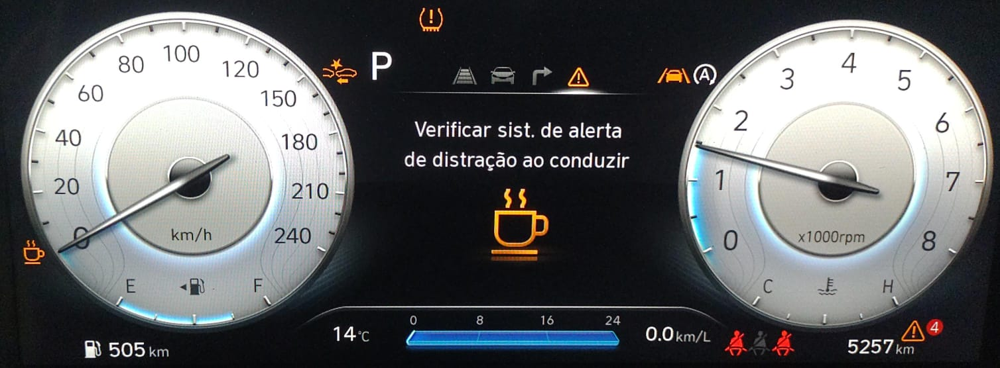 0 20 40 60 80 100 120 150 180 210 240
km/h
E F
P
Verificar sist. de alerta
de distração ao conduzir
A
0 1 2 3 4 5 6 7 8
x1000rpm
C H
0 8 16 24
14°C
0.0 km/L
505 km
5257 km
4